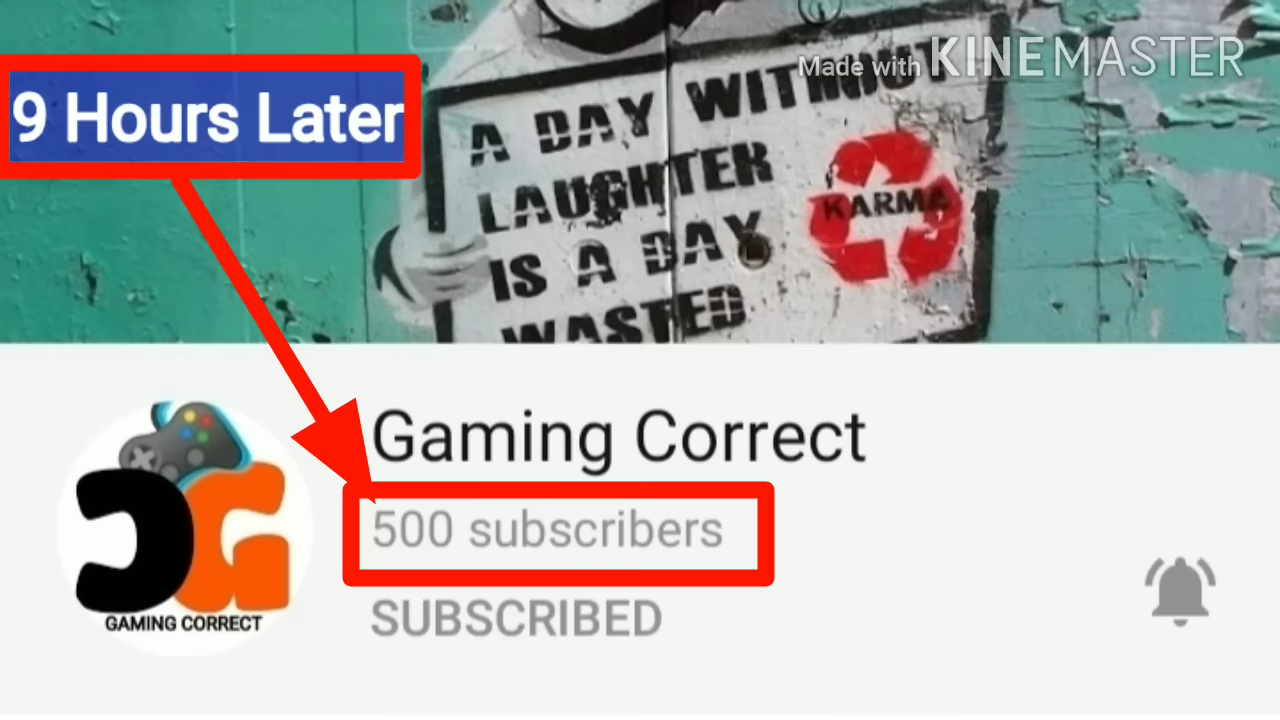 Made with KINEMASTER
9 Hours Later
A DAY WITHOUT
LAUGHTER
IS A DAY
WASTED
KARMA
Gaming Correct
500 subscribers
SUBSCRIBED
GAMING CORRECT